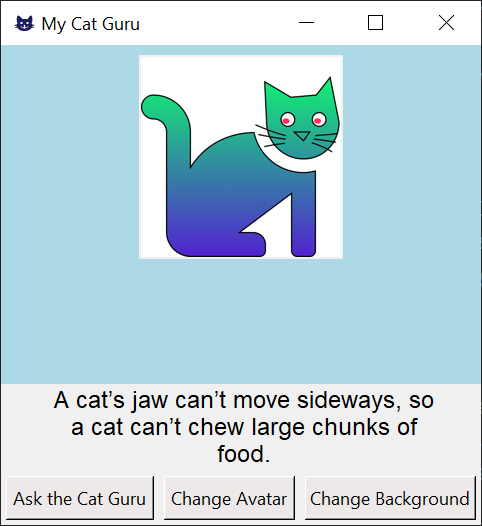 My Cat Guru
A cat’s jaw can’t move sideways, so
a cat can’t chew large chunks of
food.
Ask the Cat Guru
Change Avatar
Change Background